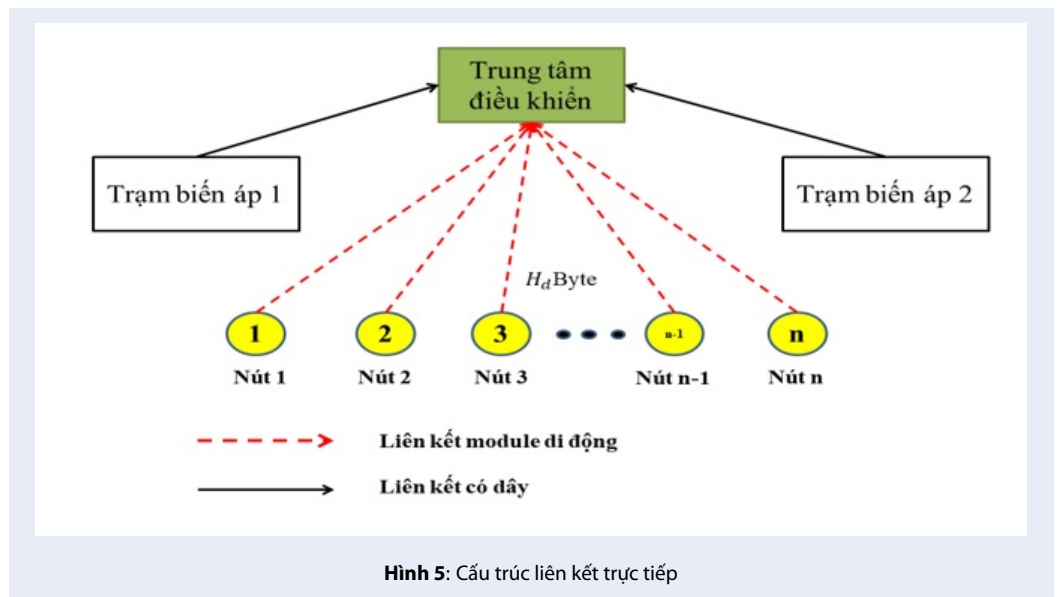 Trung tâm
điều khiển
Trạm biến áp 1
Trạm biến áp 2
H_d Byte
1 2 3 n-1 n
Nút 1 Nút 2 Nút 3 Nút n-1 Nút n
Liên kết module di động
Liên kết có dây
Hình 5: Cấu trúc liên kết trực tiếp